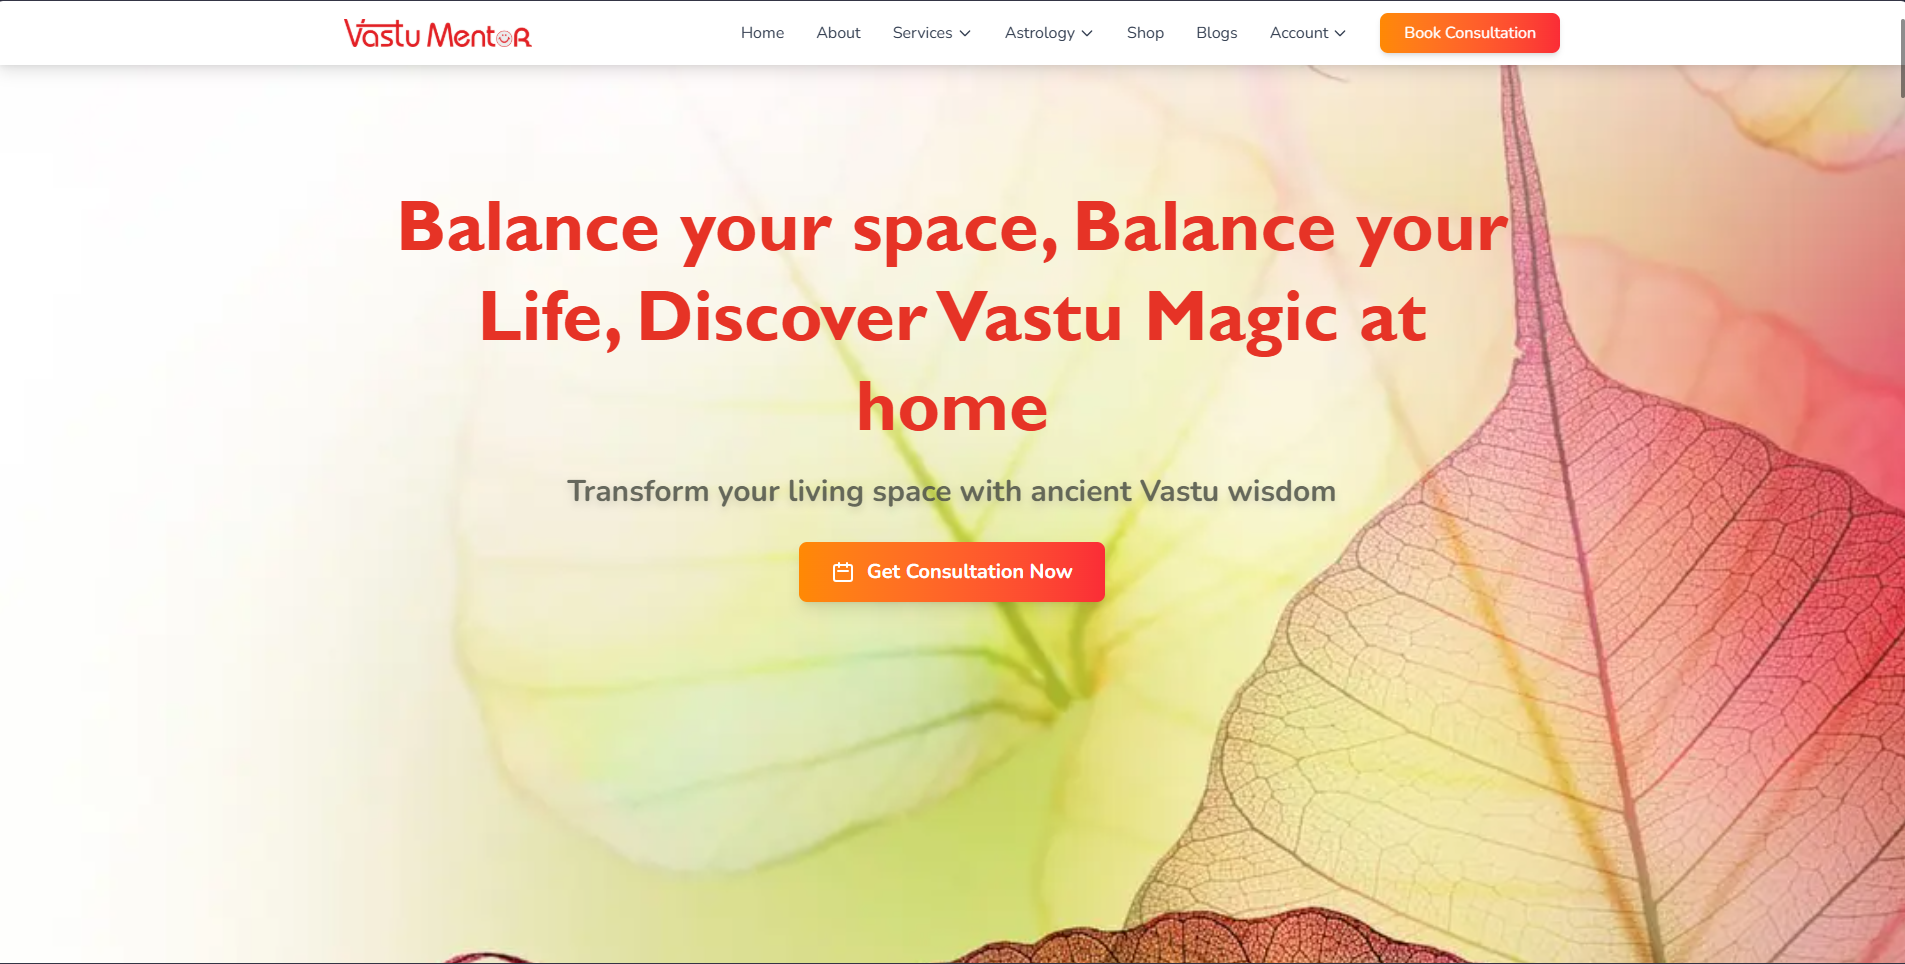 Vastu Mentor
Home
About
Services
Astrology
Shop
Blogs
Account
Book Consultation
Balance your space, Balance your
Life, Discover Vastu Magic at
home
Transform your living space with ancient Vastu wisdom
Get Consultation Now